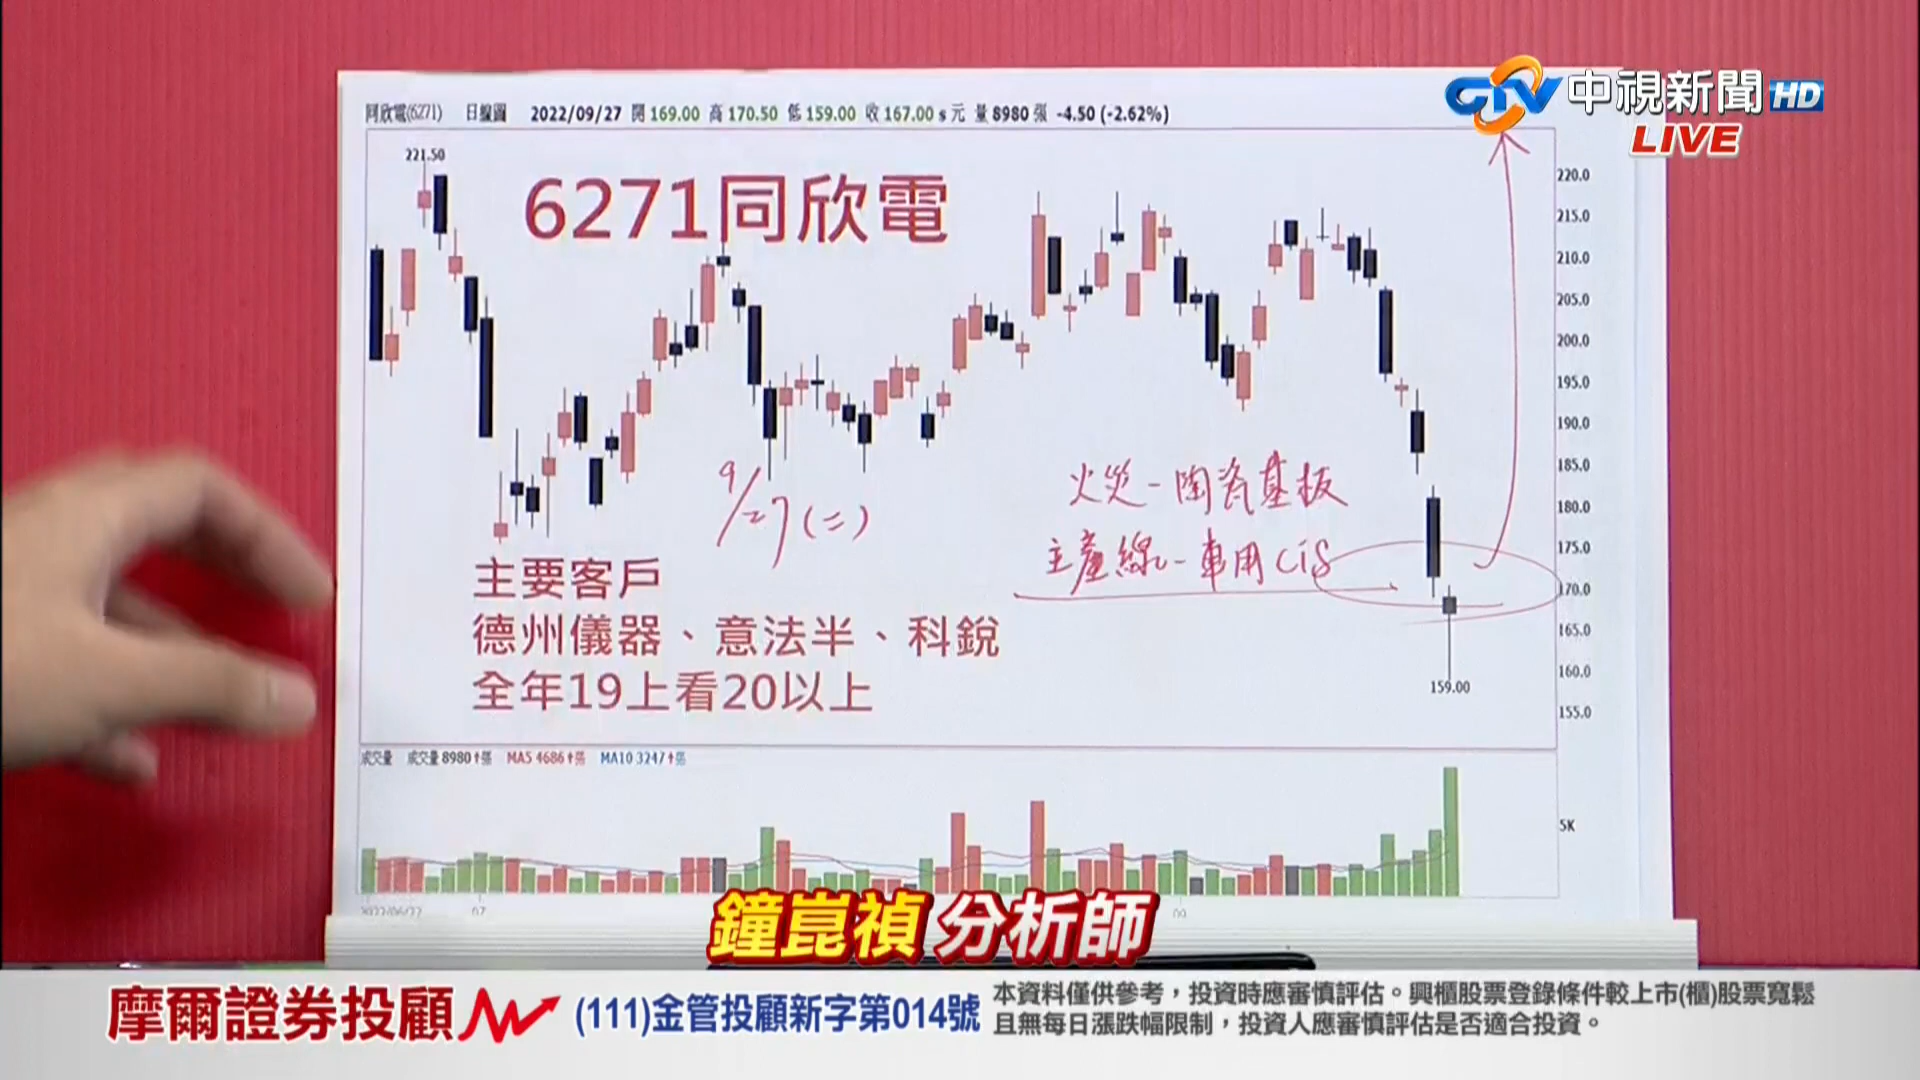 同欣電(6271) 日線圖 2022/09/27 開 169.00 高 170.50 低 159.00 收 167.00 s 元 量 8980 張 -4.50 (-2.62%)
CTV 中視新聞 HD
LIVE
221.50
6271同欣電
220.0
215.0
210.0
205.0
200.0
195.0
190.0
185.0
180.0
175.0
170.0
165.0
160.0
155.0
9/27(二)
火災-陶瓷基板
主產線-車用CIS
主要客戶
德州儀器、意法半、科銳
全年19上看20以上
159.00
成交量 成交量 8980↑張 MA5 4686↑張 MA10 3247↑張
5K
2022/06/22 07 09
鐘崑禎 分析師
摩爾證券投顧 (111)金管投顧新字第014號
本資料僅供參考，投資時應審慎評估。興櫃股票登錄條件較上市(櫃)股票寬鬆
且無每日漲跌幅限制，投資人應審慎評估是否適合投資。